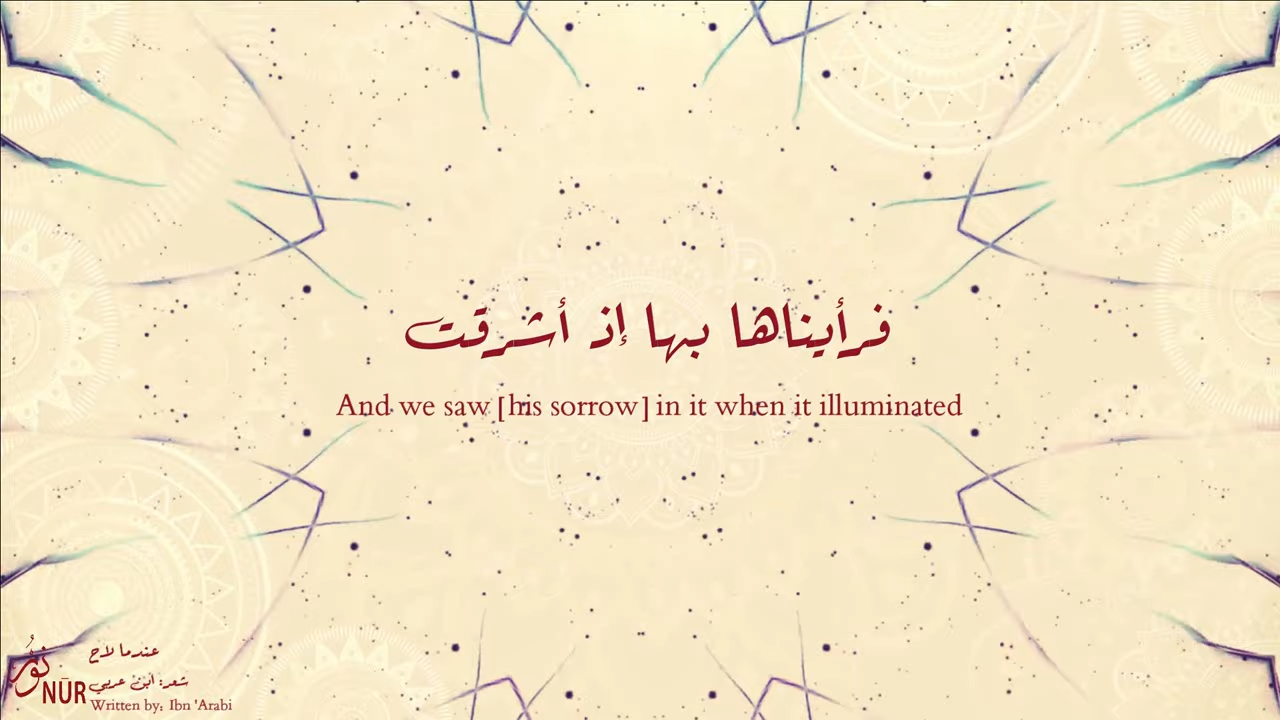 فرأيناها بها إذ أشرقت
And we saw [his sorrow] in it when it illuminated
عندما لاح
شعر: ابن عربي
نُور
NŪR
Written by: Ibn 'Arabi